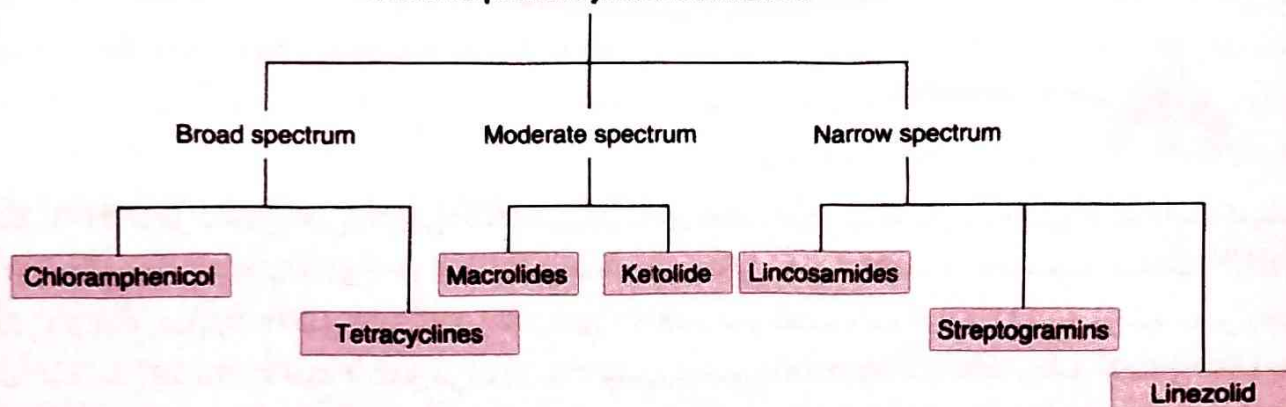 Broad spectrum
Moderate spectrum
Narrow spectrum
Chloramphenicol
Tetracyclines
Macrolides
Ketolide
Lincosamides
Streptogramins
Linezolid